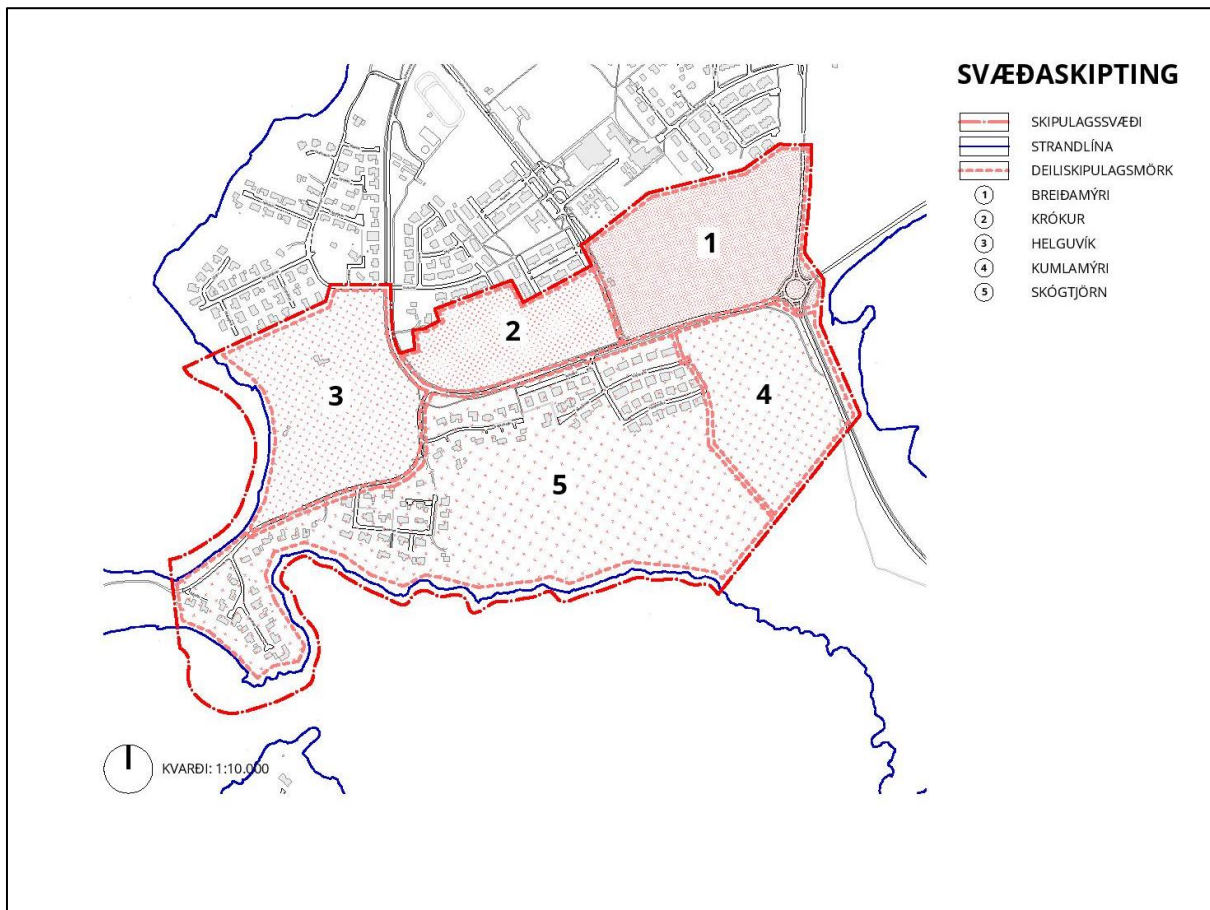 SVÆÐASKIPTING
SKIPULAGSSVÆÐI
STRANDLÍNA
DEILISKIPULAGSMÖRK
1 BREIÐAMÝRI
2 KRÓKUR
3 HELGUVÍK
4 KUMLAMÝRI
5 SKÓGTJÖRN
1
2
3
4
5
KVARÐI: 1:10.000